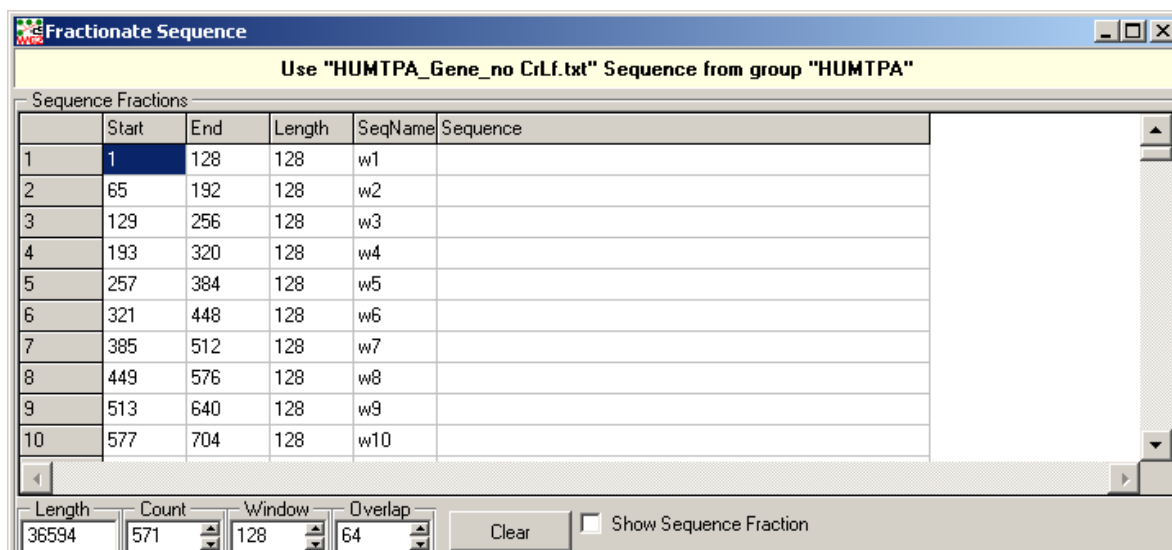 Fractionate Sequence
Use "HUMTPA_Gene_no CrLf.txt" Sequence from group "HUMTPA"
Sequence Fractions
Start End Length SeqName Sequence
1 1 128 128 w1
2 65 192 128 w2
3 129 256 128 w3
4 193 320 128 w4
5 257 384 128 w5
6 321 448 128 w6
7 385 512 128 w7
8 449 576 128 w8
9 513 640 128 w9
10 577 704 128 w10
Length Count Window Overlap
36594 571 128 64 Clear Show Sequence Fraction